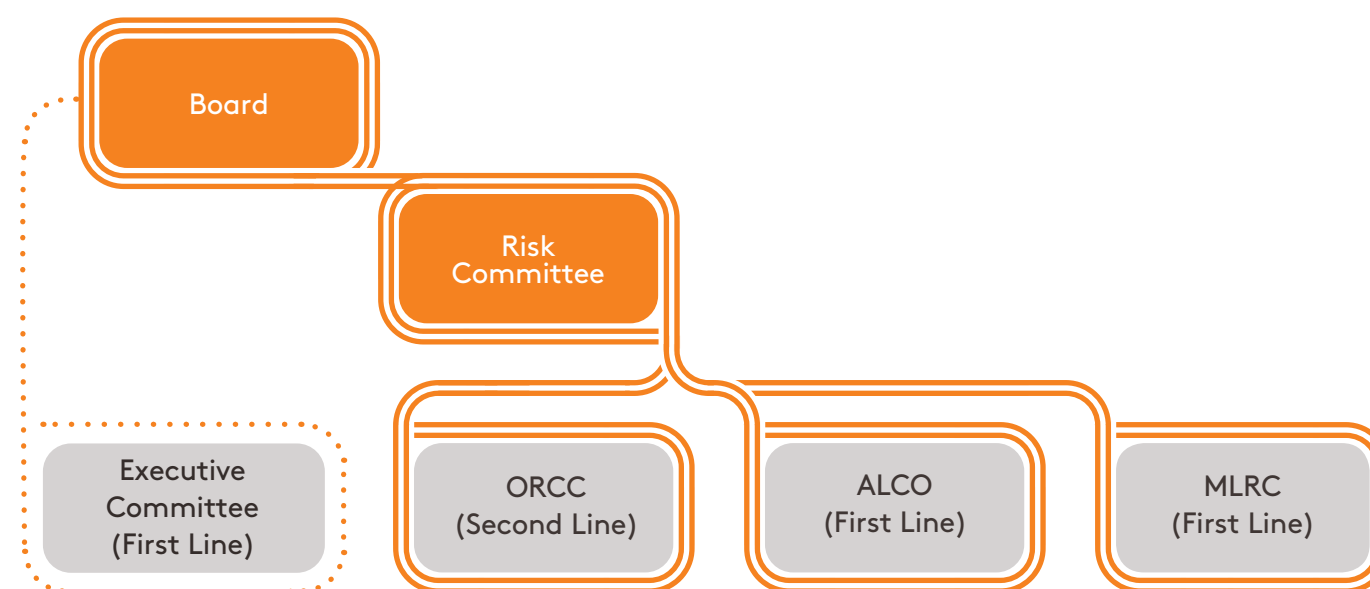 Board
Risk
Committee
Executive
Committee
(First Line)
ORCC
(Second Line)
ALCO
(First Line)
MLRC
(First Line)